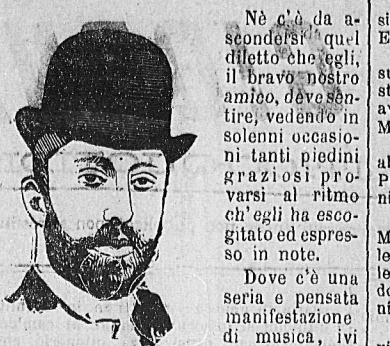 Nè c'è da a-
scondersi quel
diletto che egli,
il bravo nostro
amico, deve sen-
tire, vedendo in
solenni occasio-
ni tanti piedini
graziosi pro-
varsi al ritmo
ch'egli ha esco-
gitato ed espres-
so in note.
Dove c'è una
seria e pensata
manifestazione
di musica, ivi